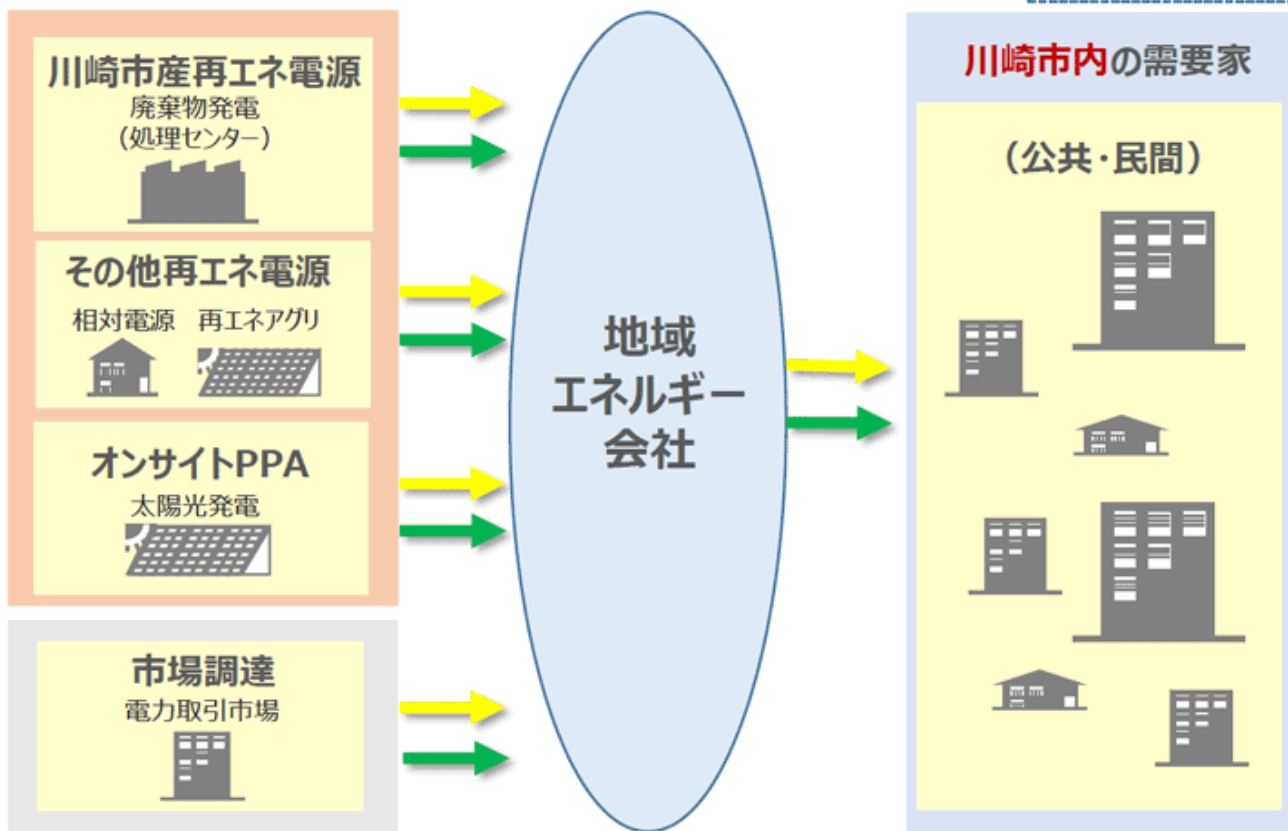 川崎市産再エネ電源
廃棄物発電
（処理センター）
その他再エネ電源
相対電源 再エネアグリ
オンサイトPPA
太陽光発電
市場調達
電力取引市場
地域
エネルギー
会社
川崎市内の需要家
（公共・民間）